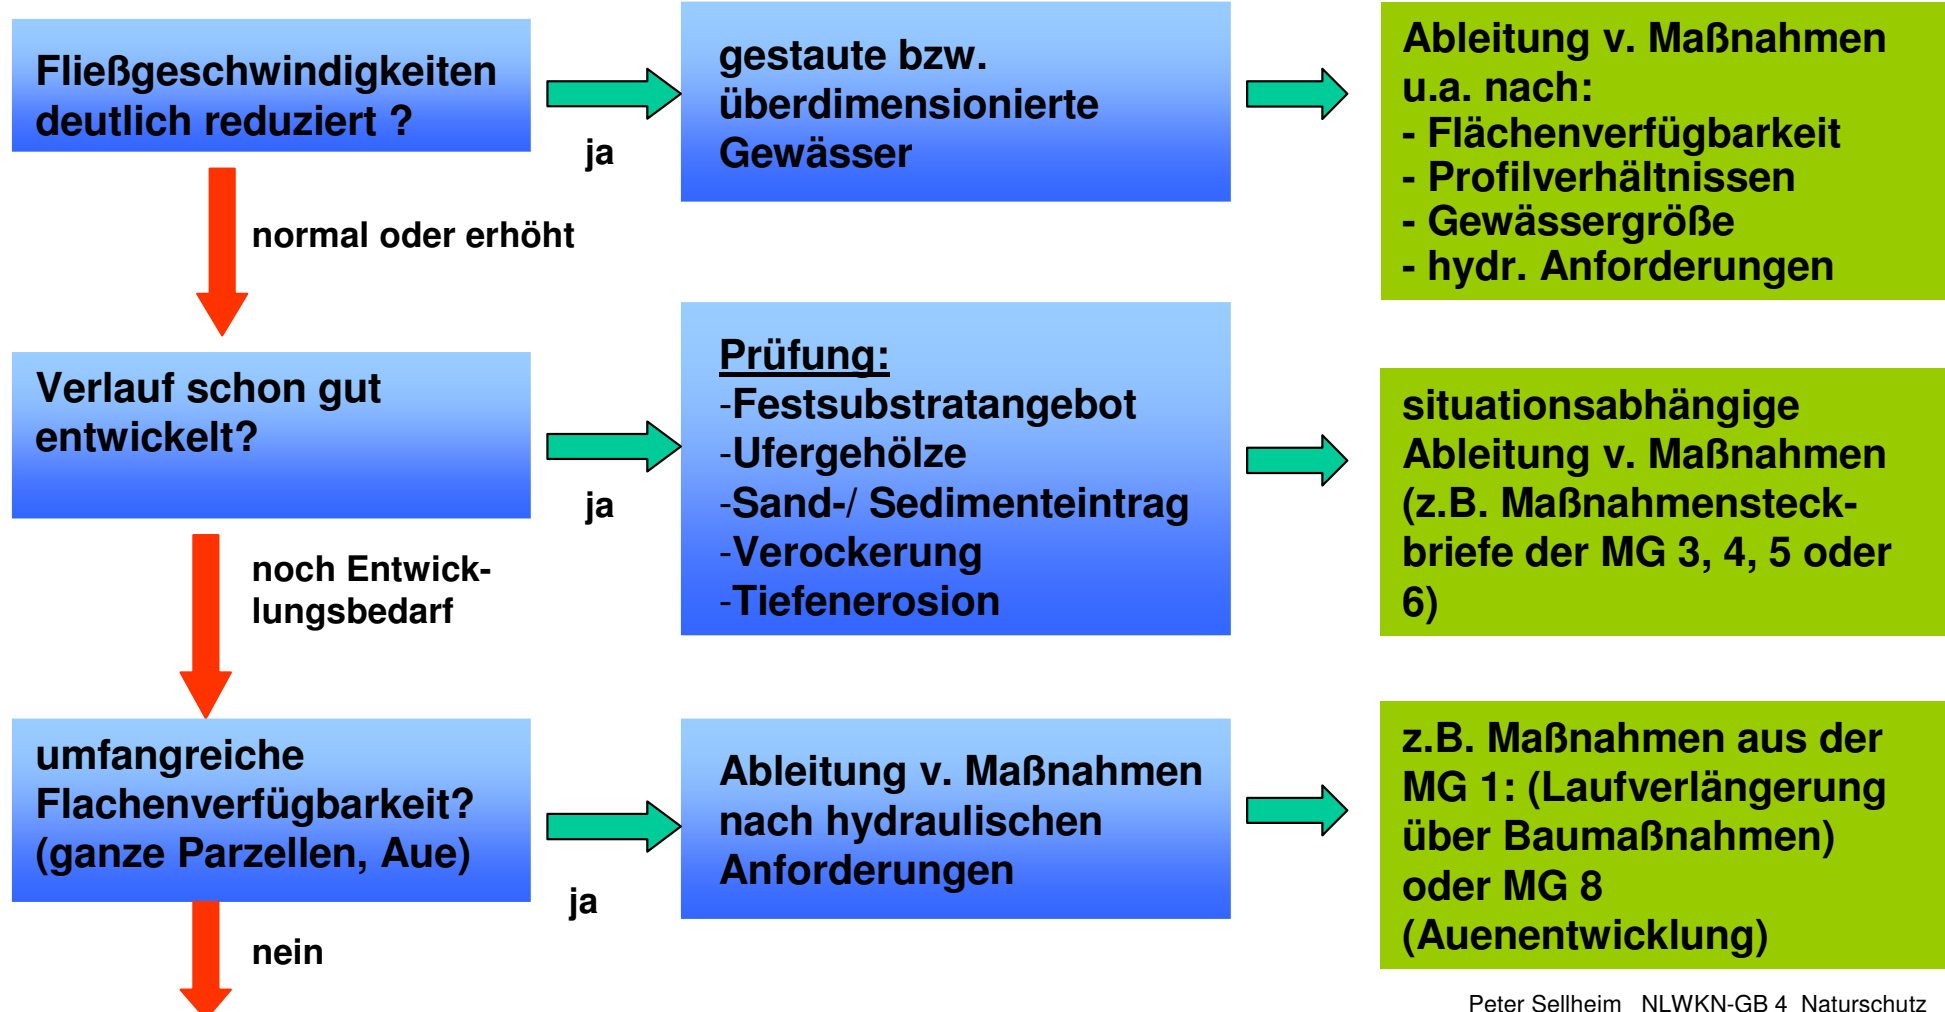 Fließgeschwindigkeiten
deutlich reduziert ?
ja
gestaute bzw.
überdimensionierte
Gewässer
Ableitung v. Maßnahmen
u.a. nach:
- Flächenverfügbarkeit
- Profilverhältnissen
- Gewässergröße
- hydr. Anforderungen
normal oder erhöht
Verlauf schon gut
entwickelt?
ja
Prüfung:
-Festsubstratangebot
-Ufergehölze
-Sand-/ Sedimenteintrag
-Verockerung
-Tiefenerosion
situationsabhängige
Ableitung v. Maßnahmen
(z.B. Maßnahmensteck-
briefe der MG 3, 4, 5 oder
6)
noch Entwick-
lungsbedarf
umfangreiche
Flachenverfügbarkeit?
(ganze Parzellen, Aue)
ja
Ableitung v. Maßnahmen
nach hydraulischen
Anforderungen
z.B. Maßnahmen aus der
MG 1: (Laufverlängerung
über Baumaßnahmen)
oder MG 8
(Auenentwicklung)
nein
Peter Sellheim NLWKN-GB 4 Naturschutz